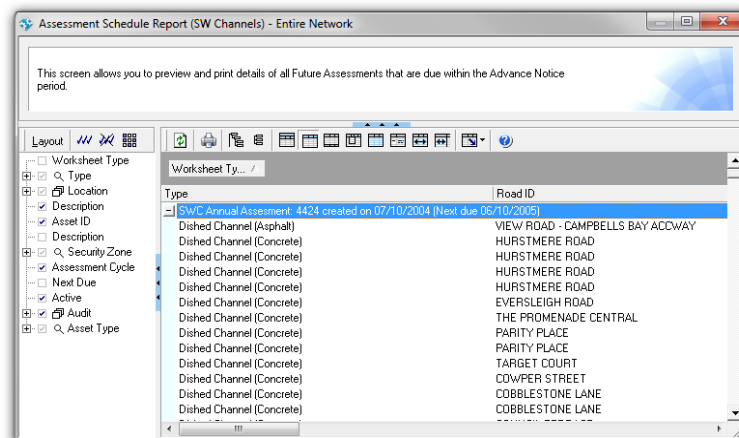 Assessment Schedule Report (SW Channels) - Entire Network
This screen allows you to preview and print details of all Future Assessments that are due within the Advance Notice
period.
Layout
Worksheet Type
Type
Location
Description
Asset ID
Description
Security Zone
Assessment Cycle
Next Due
Active
Audit
Asset Type
Worksheet Ty...
Type Road ID
SWC Annual Assesment: 4424 created on 07/10/2004 (Next due 06/10/2005)
Dished Channel (Asphalt) VIEW ROAD - CAMPBELLS BAY ACCWAY
Dished Channel (Concrete) HURSTMERE ROAD
Dished Channel (Concrete) HURSTMERE ROAD
Dished Channel (Concrete) HURSTMERE ROAD
Dished Channel (Concrete) HURSTMERE ROAD
Dished Channel (Concrete) EVERSLEIGH ROAD
Dished Channel (Concrete) THE PROMENADE CENTRAL
Dished Channel (Concrete) PARITY PLACE
Dished Channel (Concrete) PARITY PLACE
Dished Channel (Concrete) TARGET COURT
Dished Channel (Concrete) COWPER STREET
Dished Channel (Concrete) COBBLESTONE LANE
Dished Channel (Concrete) COBBLESTONE LANE